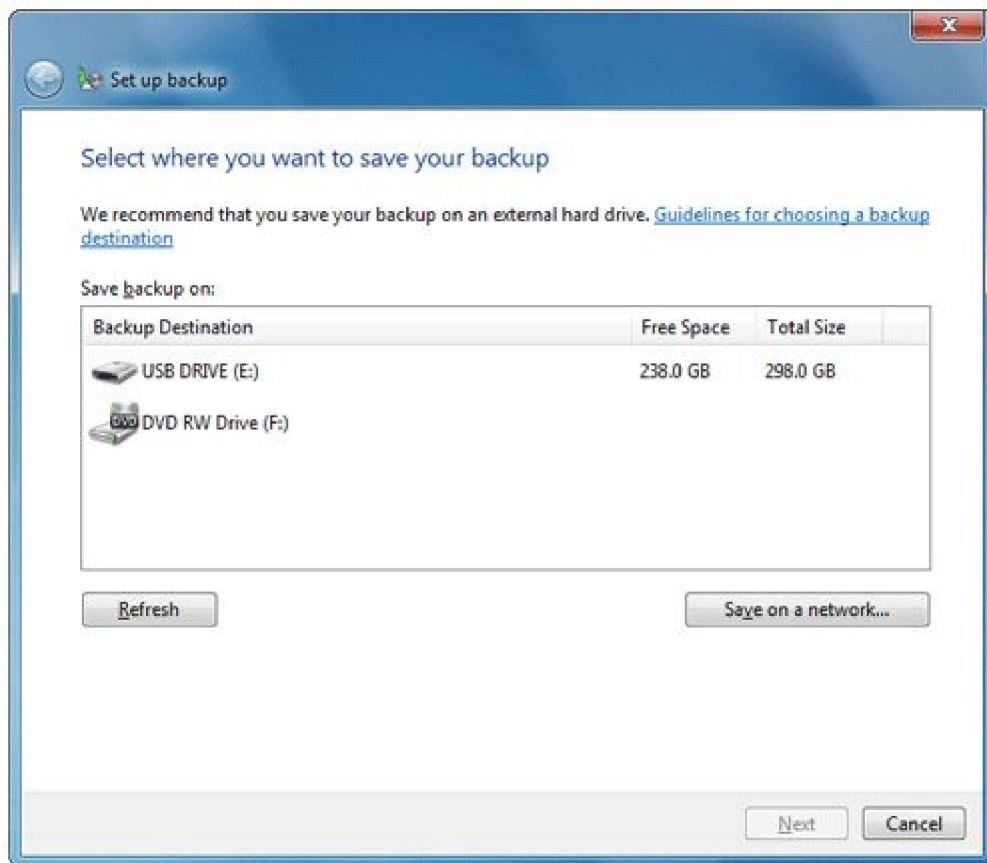 Set up backup
Select where you want to save your backup
We recommend that you save your backup on an external hard drive. Guidelines for choosing a backup
destination
Save backup on:
Backup Destination Free Space Total Size
USB DRIVE (E:) 238.0 GB 298.0 GB
DVD RW Drive (F:)
Refresh Save on a network...
Next Cancel